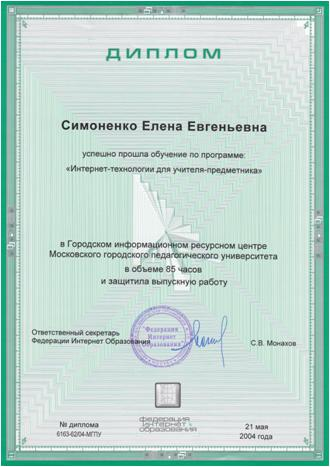 ДИПЛОМ
Симоненко Елена Евгеньевна
успешно прошла обучение по программе:
«Интернет-технологии для учителя-предметника»
в Городском информационном ресурсном центре
Московского городского педагогического университета
в объеме 85 часов
и защитила выпускную работу
Ответственный секретарь
Федерации Интернет Образования
Федерация
Интернет
Образования
С.В. Монахов
№ диплома
6163-62/04-МГПУ
федерация
интернет
образования
21 мая
2004 года